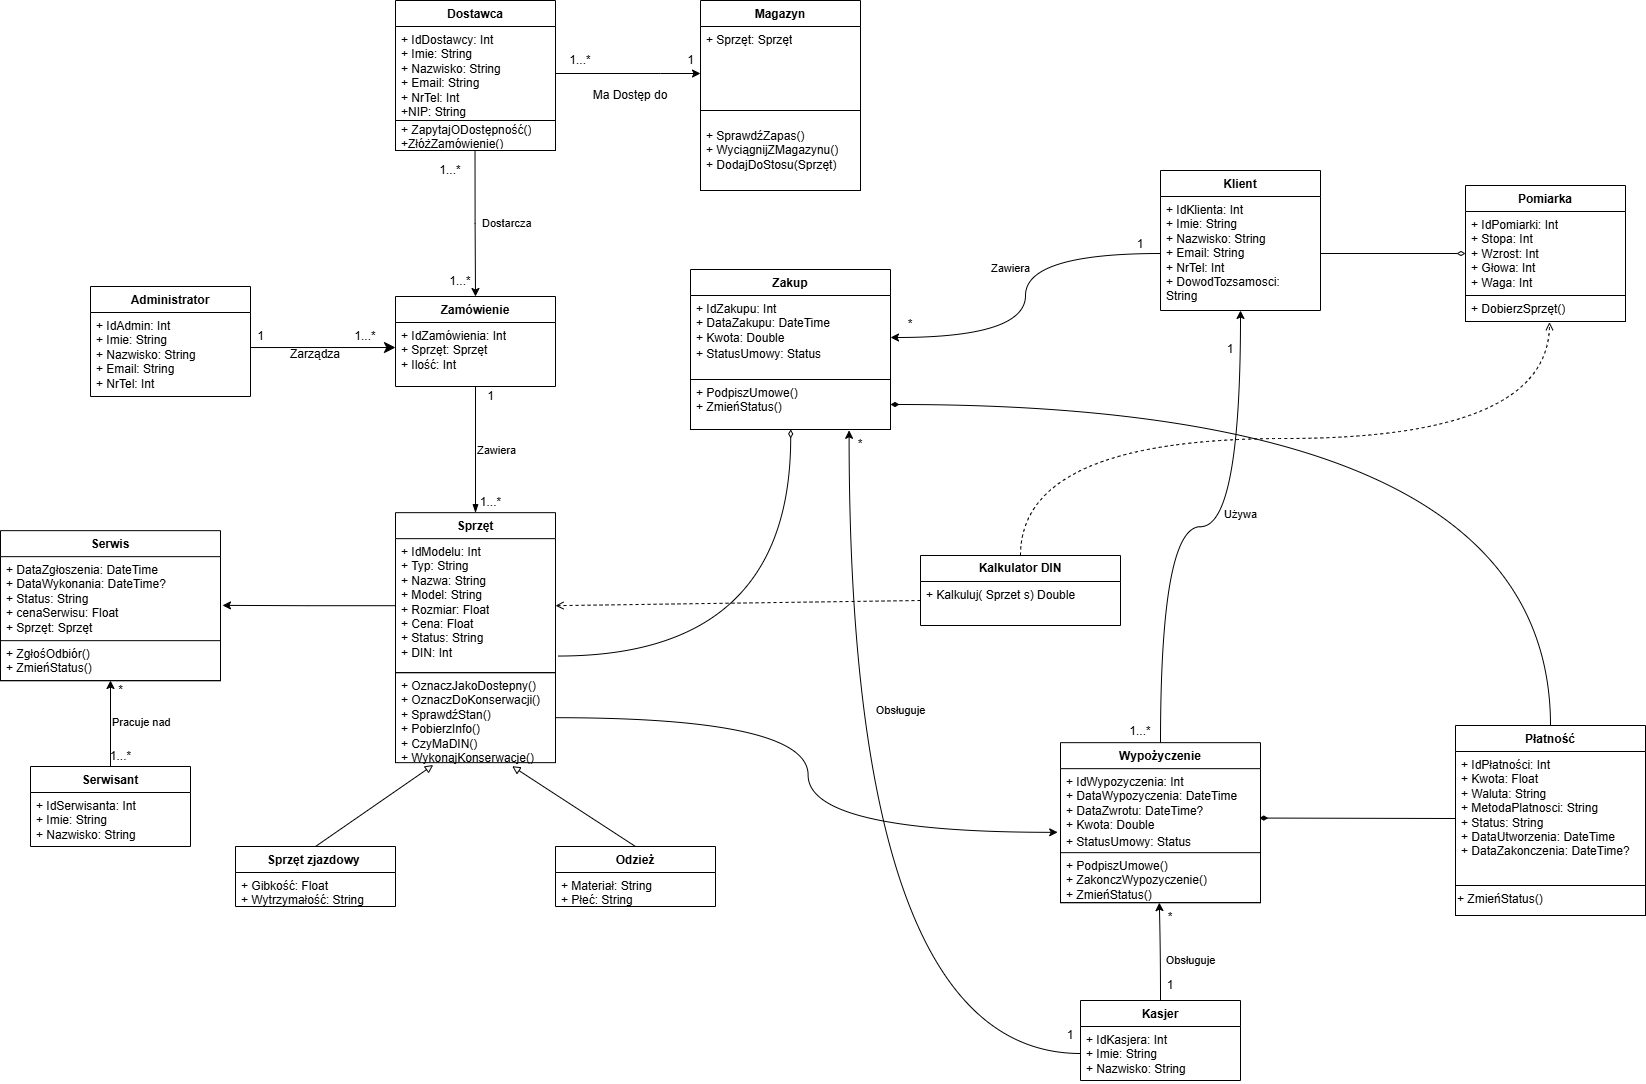 Dostawca
+ IdDostawcy: Int
+ Imie: String
+ Nazwisko: String
+ Email: String
+ NrTel: Int
+NIP: String
+ ZapytajODostępność()
+ZłóżZamówienie()
1...*
1
Ma Dostęp do
Magazyn
+ Sprzęt: Sprzęt
+ SprawdźZapas()
+ WyciągnijZMagazynu()
+ DodajDoStosu(Sprzęt)
1...*
Dostarcza
1...*
Administrator
+ IdAdmin: Int
+ Imie: String
+ Nazwisko: String
+ Email: String
+ NrTel: Int
1
1...*
Zarządza
Zamówienie
+ IdZamówienia: Int
+ Sprzęt: Sprzęt
+ Ilość: Int
1
Zawiera
1...*
Zakup
+ IdZakupu: Int
+ DataZakupu: DateTime
+ Kwota: Double
+ StatusUmowy: Status
+ PodpiszUmowe()
+ ZmieńStatus()
*
Zawiera
1
*
Klient
+ IdKlienta: Int
+ Imie: String
+ Nazwisko: String
+ Email: String
+ NrTel: Int
+ DowodTozsamosci:
String
1
Pomiarka
+ IdPomiarki: Int
+ Stopa: Int
+ Wzrost: Int
+ Głowa: Int
+ Waga: Int
+ DobierzSprzęt()
Używa
1...*
Serwis
+ DataZgłoszenia: DateTime
+ DataWykonania: DateTime?
+ Status: String
+ cenaSerwisu: Float
+ Sprzęt: Sprzęt
+ ZgłośOdbiór()
+ ZmieńStatus()
*
Pracuje nad
1...*
Serwisant
+ IdSerwisanta: Int
+ Imie: String
+ Nazwisko: String
Sprzęt
+ IdModelu: Int
+ Typ: String
+ Nazwa: String
+ Model: String
+ Rozmiar: Float
+ Cena: Float
+ Status: String
+ DIN: Int
+ OznaczJakoDostepny()
+ OznaczDoKonserwacji()
+ SprawdźStan()
+ PobierzInfo()
+ CzyMaDIN()
+ WykonajKonserwacje()
Sprzęt zjazdowy
+ Gibkość: Float
+ Wytrzymałość: String
Odzież
+ Materiał: String
+ Płeć: String
Kalkulator DIN
+ Kalkuluj( Sprzet s) Double
Obsługuje
Wypożyczenie
+ IdWypozyczenia: Int
+ DataWypozyczenia: DateTime
+ DataZwrotu: DateTime?
+ Kwota: Double
+ StatusUmowy: Status
+ PodpiszUmowe()
+ ZakonczWypozyczenie()
+ ZmieńStatus()
Płatność
+ IdPłatności: Int
+ Kwota: Float
+ Waluta: String
+ MetodaPlatnosci: String
+ Status: String
+ DataUtworzenia: DateTime
+ DataZakonczenia: DateTime?
+ ZmieńStatus()
*
Obsługuje
1
1
Kasjer
+ IdKasjera: Int
+ Imie: String
+ Nazwisko: String